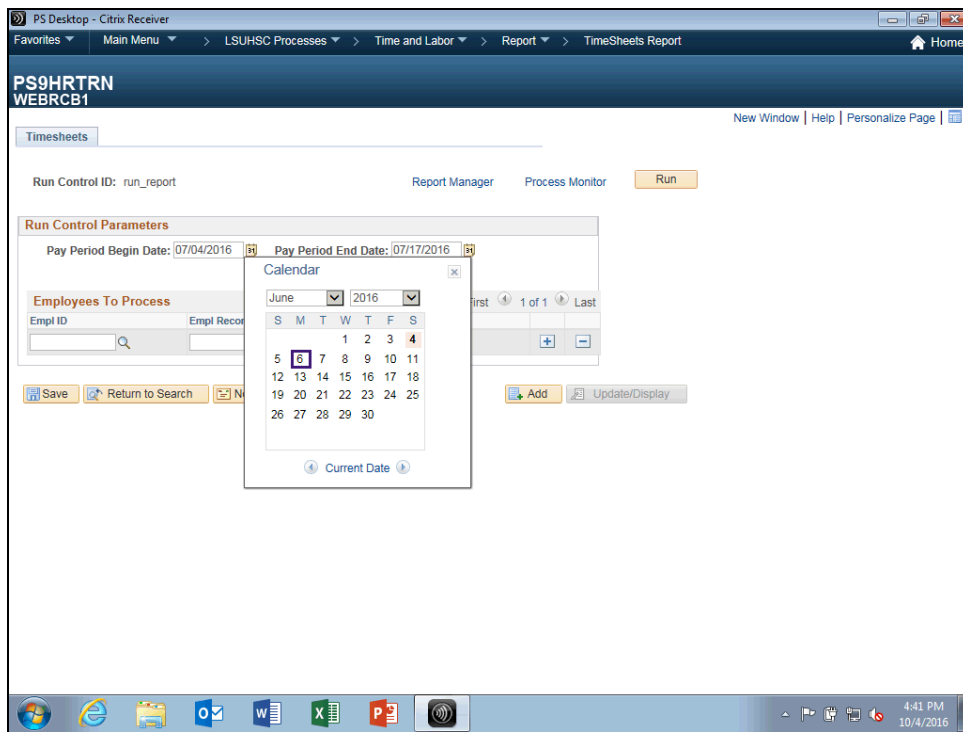 PS Desktop - Citrix Receiver
Favorites Main Menu > LSUHSC Processes > Time and Labor > Report > TimeSheets Report Home
PS9HRTRN
WEBRCB1
New Window | Help | Personalize Page |
Timesheets
Run Control ID: run_report Report Manager Process Monitor Run
Run Control Parameters
Pay Period Begin Date: 07/04/2016 31 Pay Period End Date: 07/17/2016 31
Calendar
June 2016
S M T W T F S
1 2 3 4
5 6 7 8 9 10 11
12 13 14 15 16 17 18
19 20 21 22 23 24 25
26 27 28 29 30
Current Date
Employees To Process 1 of 1 Last
Empl ID Empl Recor
Save Return to Search Add Update/Display
4:41 PM
10/4/2016